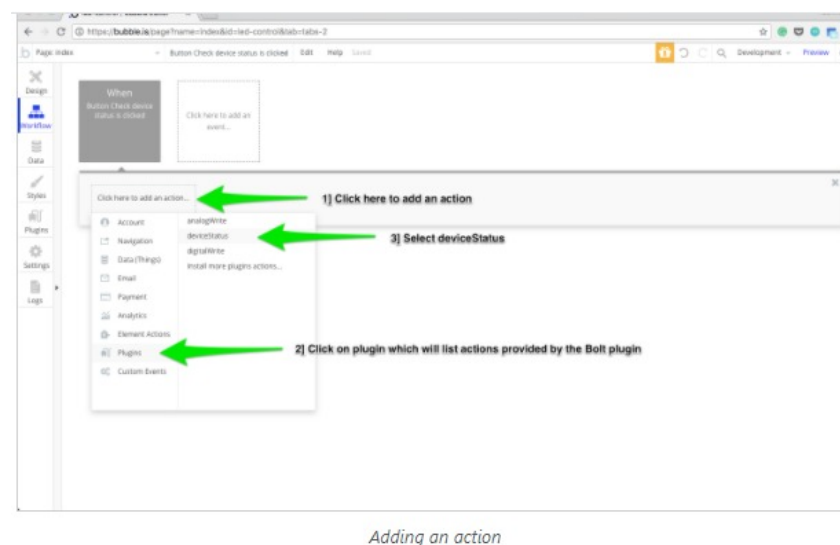 https://bubble.is/page?name=index&id=led-control&tab=tabs-2
Page: index
Button Check device status is clicked
Edit
Help
Saved
Development
Preview
Design
Workflow
Data
Styles
Plugins
Settings
Logs
When
Button Check device
status is clicked
Click here to add an
event...
Click here to add an action...
1] Click here to add an action
Account
Navigation
Data (Things)
Email
Payment
Analytics
Element Actions
Plugins
Custom Events
analogWrite
deviceStatus
digitalWrite
Install more plugins actions...
3] Select deviceStatus
2] Click on plugin which will list actions provided by the Bolt plugin
Adding an action